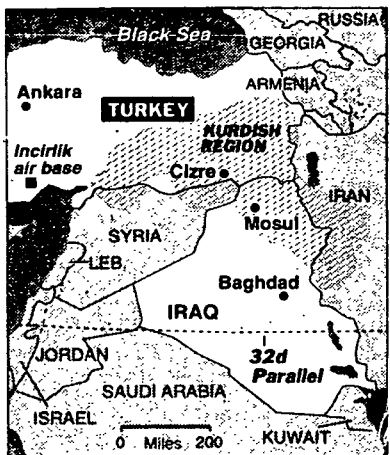 Black Sea
RUSSIA
GEORGIA
ARMENIA
Ankara
TURKEY
KURDISH
REGION
Incirlik
air base
Cizre
IRAN
Mosul
SYRIA
LEB.
Baghdad
IRAQ
32d
Parallel
JORDAN
SAUDI ARABIA
ISRAEL
KUWAIT
0 Miles 200